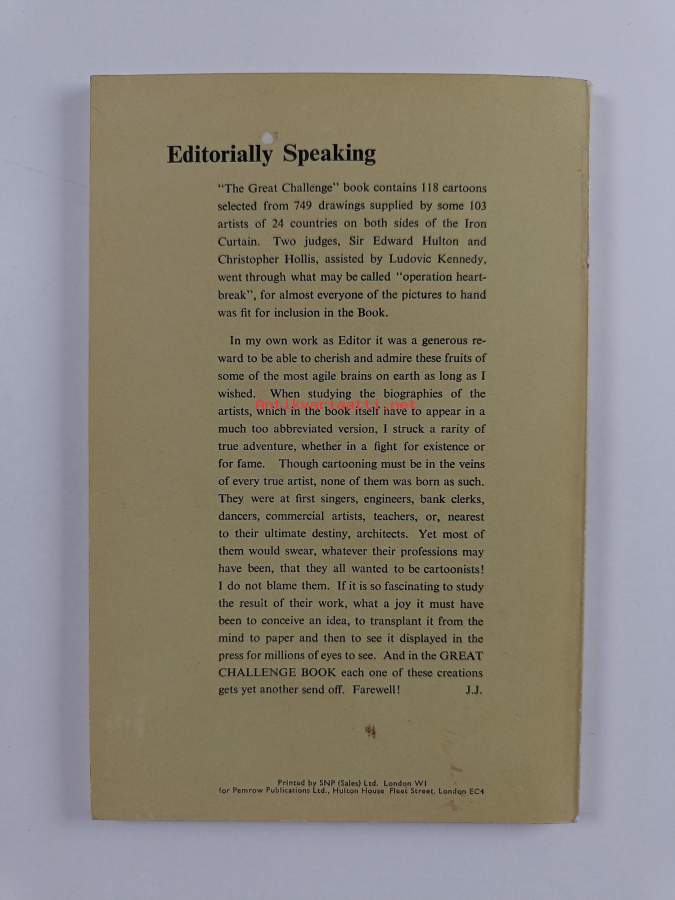 Editorially Speaking
"The Great Challenge" book contains 118 cartoons
selected from 749 drawings supplied by some 103
artists of 24 countries on both sides of the Iron
Curtain. Two judges, Sir Edward Hulton and
Christopher Hollis, assisted by Ludovic Kennedy,
went through what may be called "operation heart-
break", for almost everyone of the pictures to hand
was fit for inclusion in the Book.
In my own work as Editor it was a generous re-
ward to be able to cherish and admire these fruits of
some of the most agile brains on earth as long as I
wished. When studying the biographies of the
Antikvariaatti.net
artists, which in the book itself have to appear in a
much too abbreviated version, I struck a rarity of
true adventure, whether in a fight for existence or
for fame. Though cartooning must be in the veins
of every true artist, none of them was born as such.
They were at first singers, engineers, bank clerks,
dancers, commercial artists, teachers, or, nearest
to their ultimate destiny, architects. Yet most of
them would swear, whatever their professions may
have been, that they all wanted to be cartoonists!
I do not blame them. If it is so fascinating to study
the result of their work, what a joy it must have
been to conceive an idea, to transplant it from the
mind to paper and then to see it displayed in the
press for millions of eyes to see. And in the GREAT
CHALLENGE BOOK each one of these creations
gets yet another send off. Farewell! J.J.
Printed by SNP (Sales) Ltd. London W1
for Pemrow Publications Ltd., Hulton House Fleet Street, London EC4